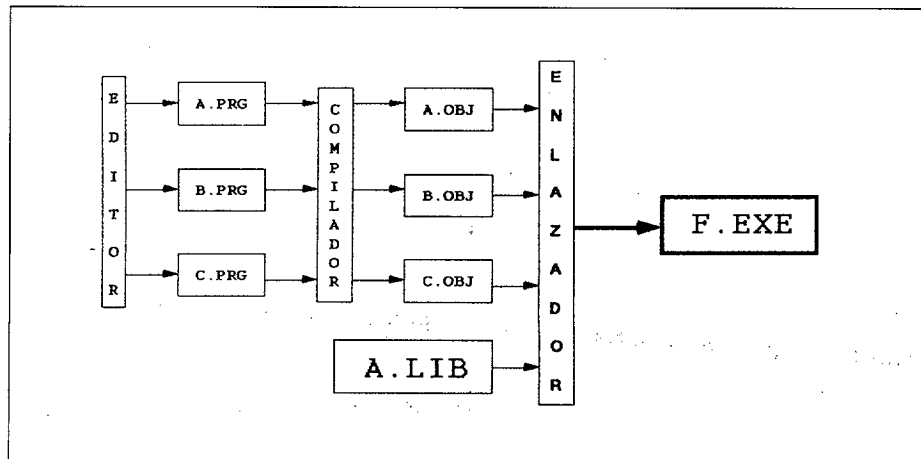 EDITOR
A.PRG
B.PRG
C.PRG
COMPILADOR
A.OBJ
B.OBJ
C.OBJ
A.LIB
ENLAZADOR
F.EXE